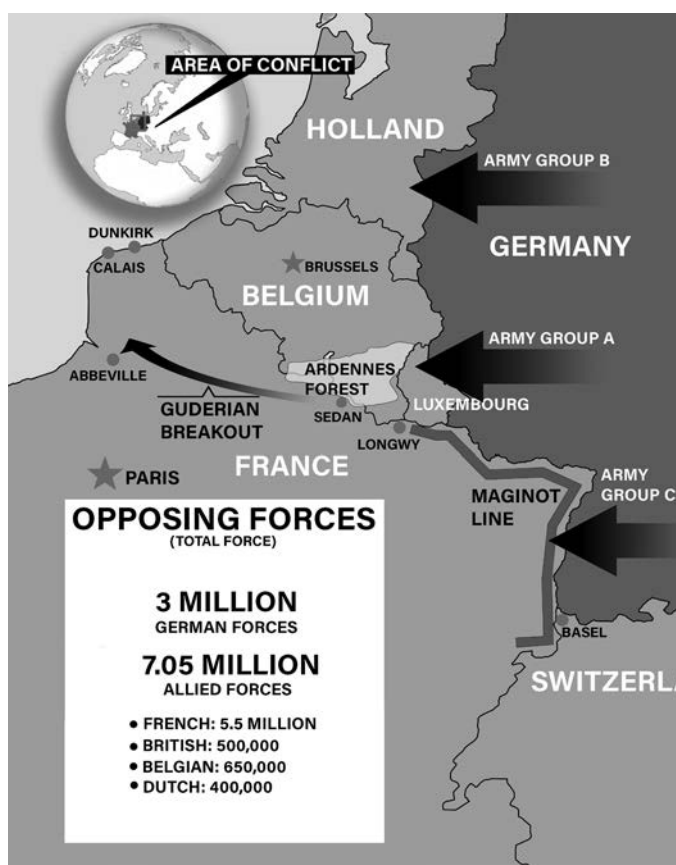 AREA OF CONFLICT
HOLLAND
ARMY GROUP B
DUNKIRK
CALAIS
GERMANY
BRUSSELS
BELGIUM
ARMY GROUP A
ABBEVILLE
ARDENNES
FOREST
LUXEMBOURG
SEDAN
GUDERIAN
BREAKOUT
LONGWY
FRANCE
PARIS
MAGINOT
LINE
ARMY
GROUP C
OPPOSING FORCES
(TOTAL FORCE)
3 MILLION
GERMAN FORCES
7.05 MILLION
ALLIED FORCES
• FRENCH: 5.5 MILLION
• BRITISH: 500,000
• BELGIAN: 650,000
• DUTCH: 400,000
BASEL
SWITZERLA